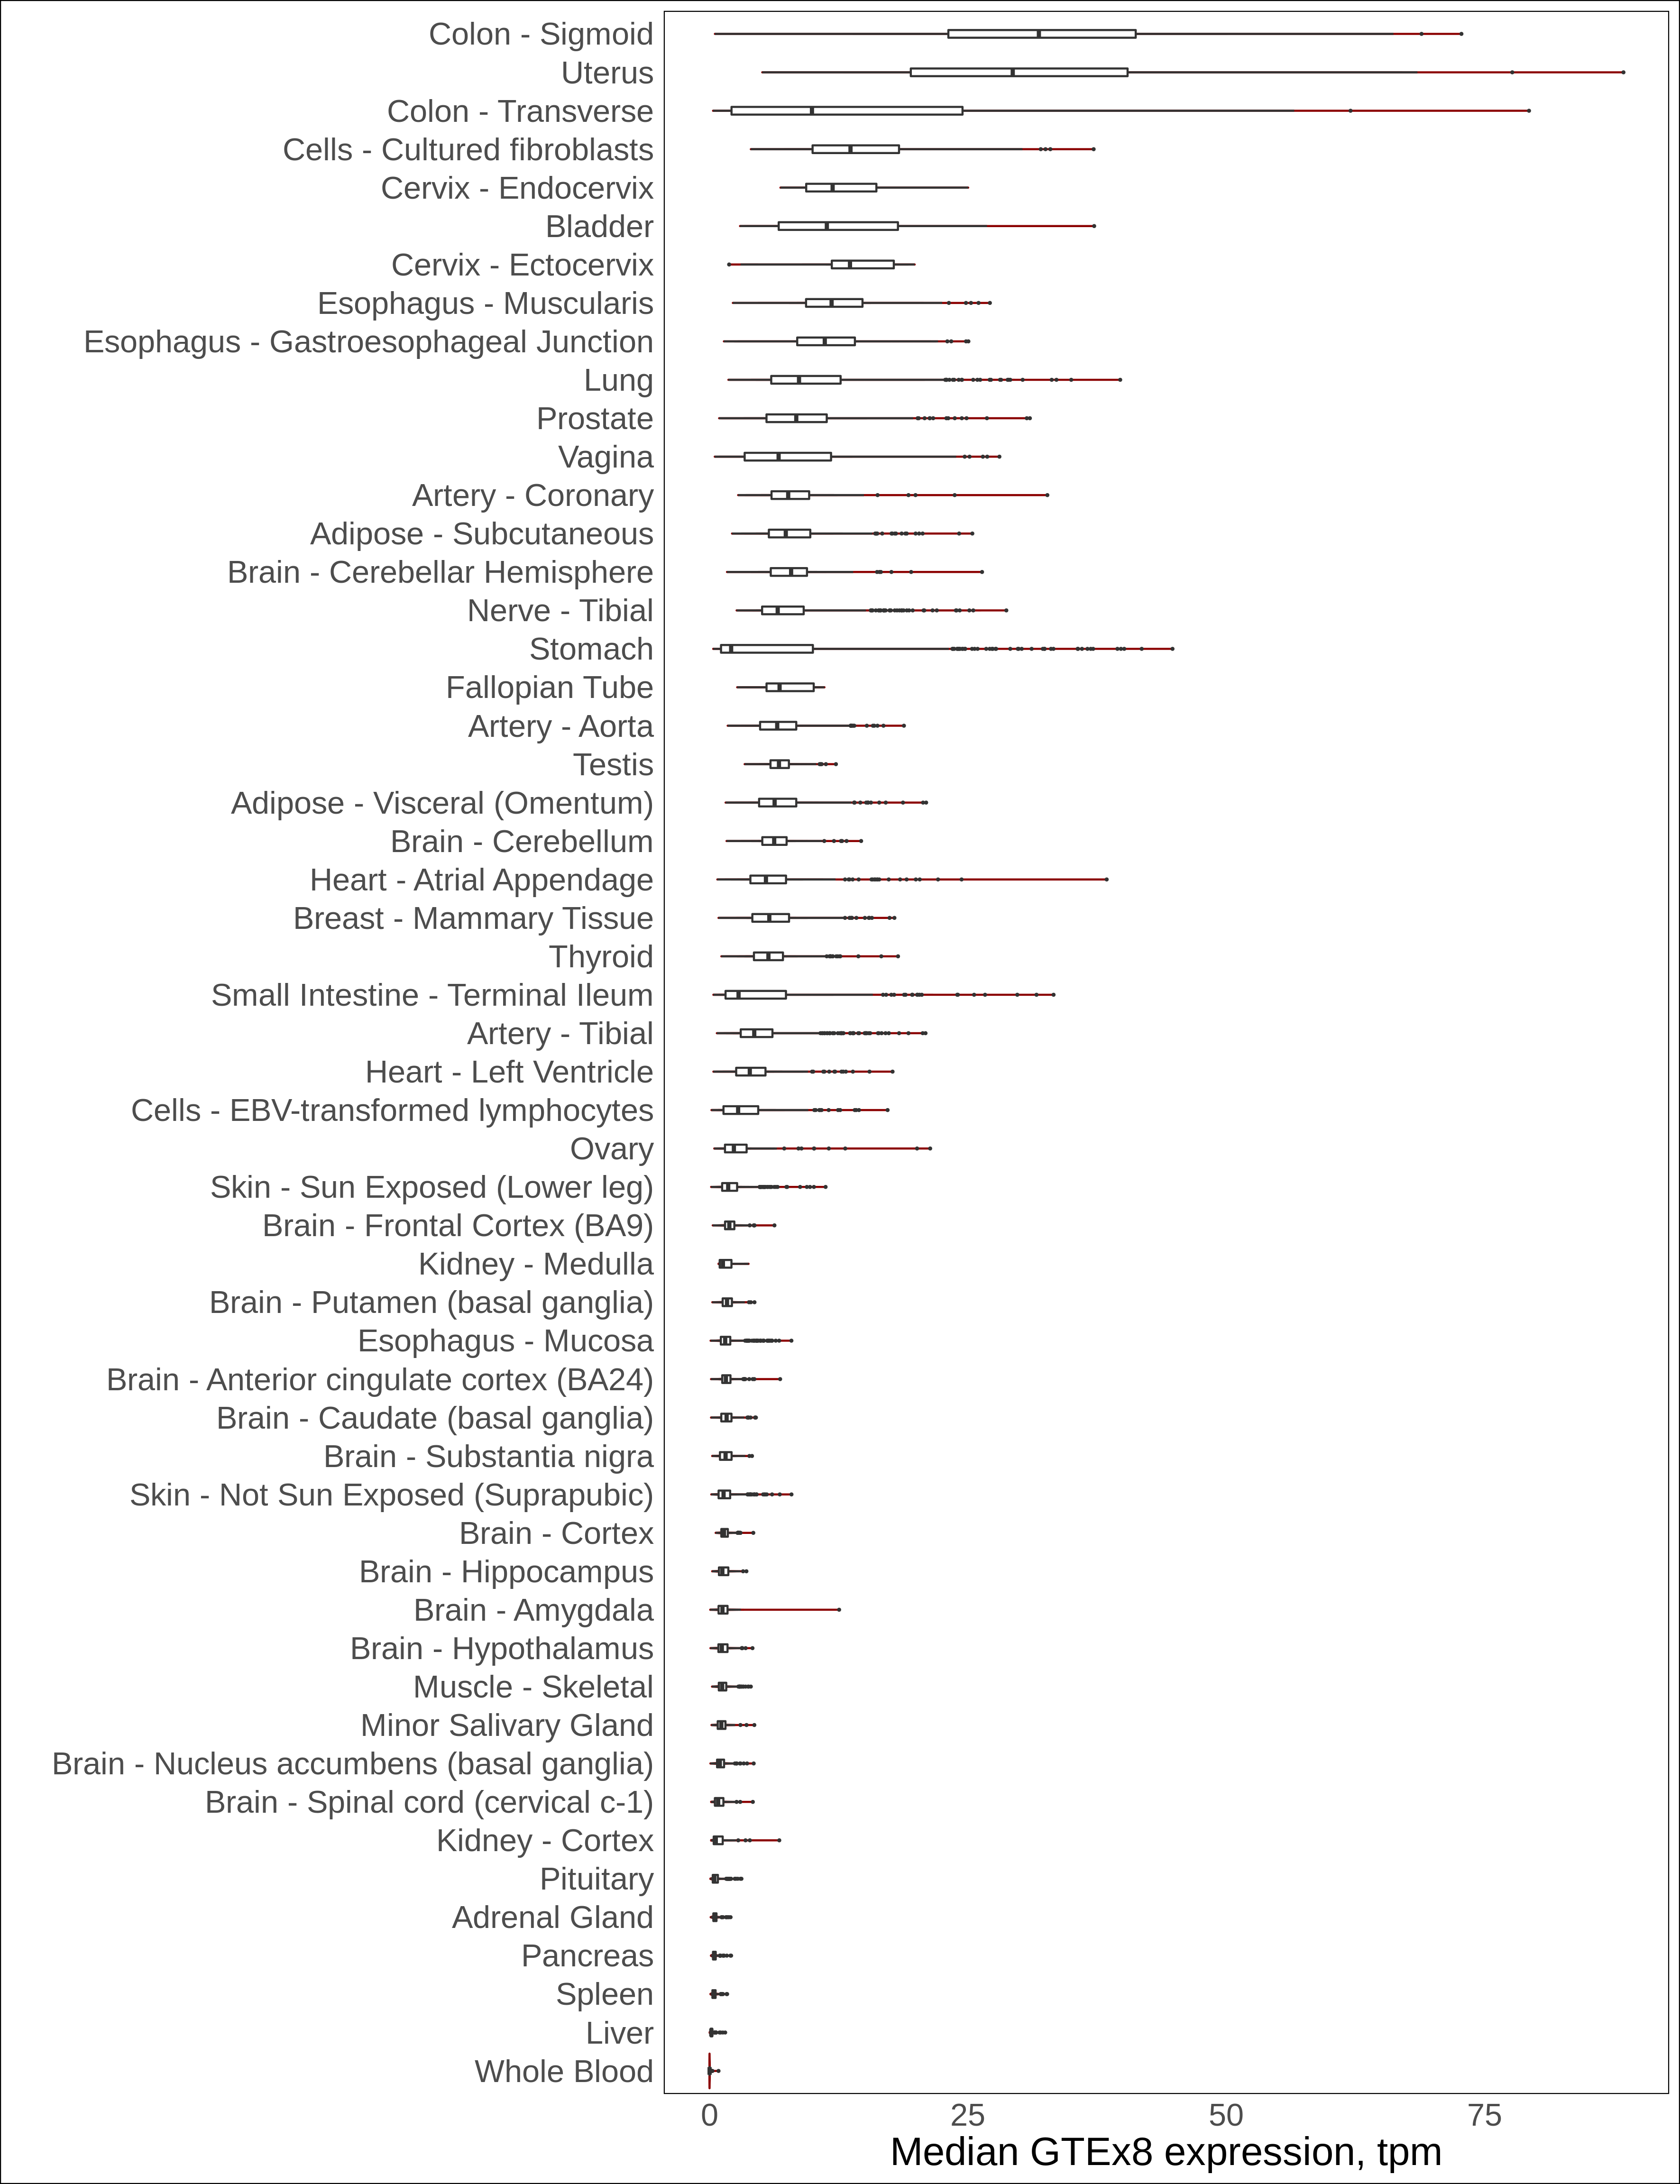 Colon - Sigmoid
Uterus
Colon - Transverse
Cells - Cultured fibroblasts
Cervix - Endocervix
Bladder
Cervix - Ectocervix
Esophagus - Muscularis
Esophagus - Gastroesophageal Junction
Lung
Prostate
Vagina
Artery - Coronary
Adipose - Subcutaneous
Brain - Cerebellar Hemisphere
Nerve - Tibial
Stomach
Fallopian Tube
Artery - Aorta
Testis
Adipose - Visceral (Omentum)
Brain - Cerebellum
Heart - Atrial Appendage
Breast - Mammary Tissue
Thyroid
Small Intestine - Terminal Ileum
Artery - Tibial
Heart - Left Ventricle
Cells - EBV-transformed lymphocytes
Ovary
Skin - Sun Exposed (Lower leg)
Brain - Frontal Cortex (BA9)
Kidney - Medulla
Brain - Putamen (basal ganglia)
Esophagus - Mucosa
Brain - Anterior cingulate cortex (BA24)
Brain - Caudate (basal ganglia)
Brain - Substantia nigra
Skin - Not Sun Exposed (Suprapubic)
Brain - Cortex
Brain - Hippocampus
Brain - Amygdala
Brain - Hypothalamus
Muscle - Skeletal
Minor Salivary Gland
Brain - Nucleus accumbens (basal ganglia)
Brain - Spinal cord (cervical c-1)
Kidney - Cortex
Pituitary
Adrenal Gland
Pancreas
Spleen
Liver
Whole Blood
0 25 50 75
Median GTEx8 expression, tpm